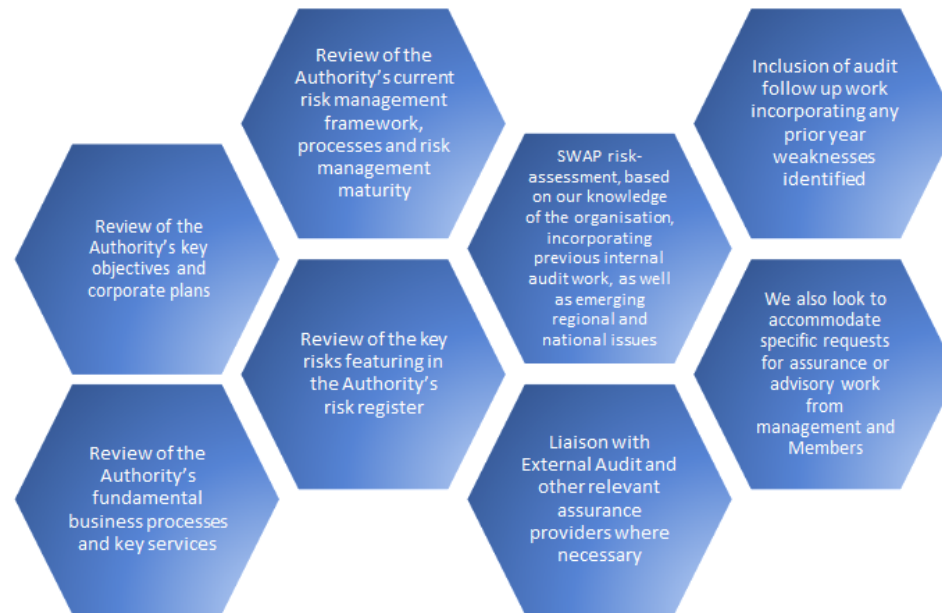 Review of the
Authority's current
risk management
framework,
processes and risk
management
maturity
Inclusion of audit
follow up work
incorporating any
prior year
weaknesses
identified
SWAP risk-
assessment, based
on our knowledge
of the organisation,
incorporating
previous internal
audit work, as well
as emerging
regional and
national issues
Review of the
Authority's key
objectives and
corporate plans
Review of the key
risks featuring in
the Authority's
risk register
We also look to
accommodate
specific requests
for assurance or
advisory work
from
management and
Members
Review of the
Authority's
fundamental
business processes
and key services
Liaison with
External Audit and
other relevant
assurance
providers where
necessary